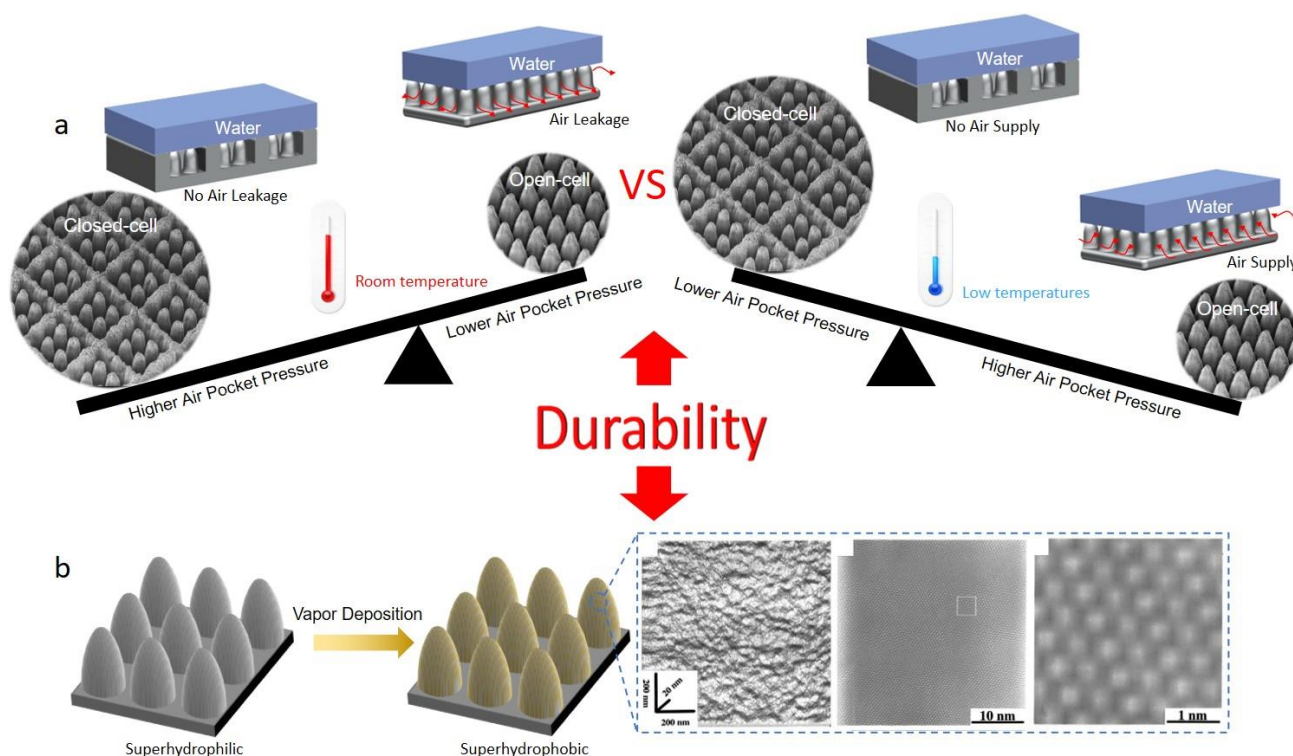 a
Water
No Air Leakage
Water
Air Leakage
Closed-cell
Open-cell
Room temperature
Higher Air Pocket Pressure
Lower Air Pocket Pressure
VS
Water
No Air Supply
Closed-cell
Water
Air Supply
Open-cell
Low temperatures
Lower Air Pocket Pressure
Higher Air Pocket Pressure
Durability
b
Vapor Deposition
Superhydrophilic
Superhydrophobic
200 nm
20 nm
200 nm
10 nm
1 nm